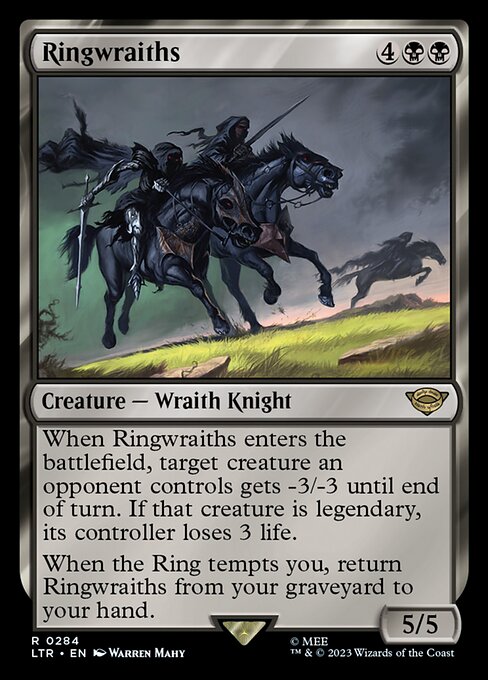 Ringwraiths 4
Creature — Wraith Knight
When Ringwraiths enters the
battlefield, target creature an
opponent controls gets -3/-3 until end
of turn. If that creature is legendary,
its controller loses 3 life.
When the Ring tempts you, return
Ringwraiths from your graveyard to
your hand.
5/5
R 0284
LTR • EN Warren Mahy
© MEE
™ & © 2023 Wizards of the Coast